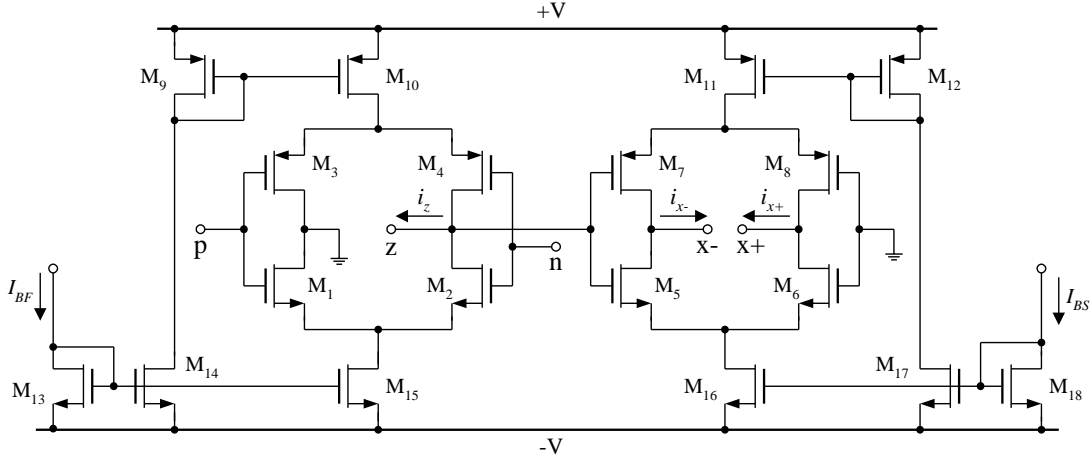 +V
M9 M10 M11 M12
M3 M4 M7 M8
iz ix- ix+
p z n x- x+
IBF M1 M2 M5 M6 IBS
M13 M14 M15 M16 M17 M18
-V